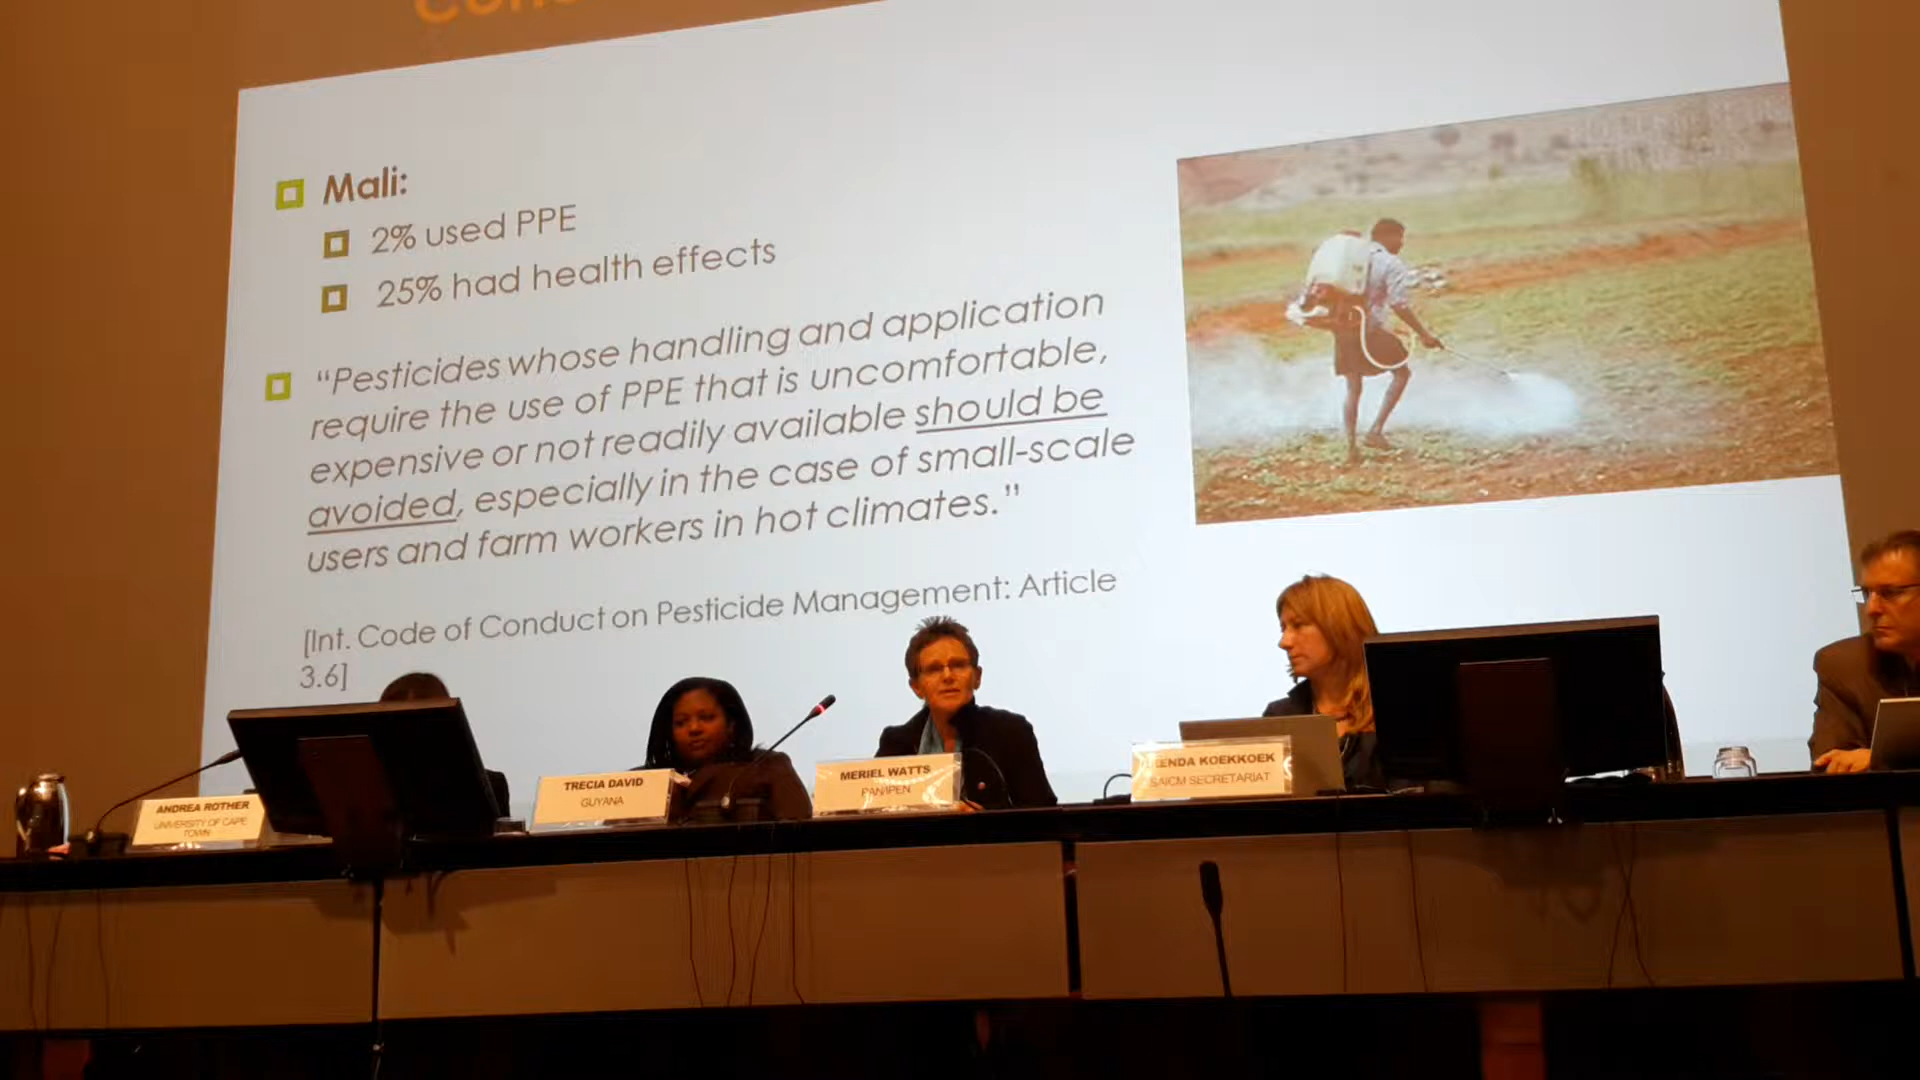 Mali:
2% used PPE
25% had health effects
“Pesticides whose handling and application
require the use of PPE that is uncomfortable,
expensive or not readily available should be
avoided, especially in the case of small-scale
users and farm workers in hot climates.”
[Int. Code of Conduct on Pesticide Management: Article
3.6]
ANDREA ROTHER
UNIVERSITY OF CAPE
TOWN
TRECIA DAVID
GUYANA
MERIEL WATTS
PAN/IPEN
KOEKKOEK
SAICM SECRETARIAT